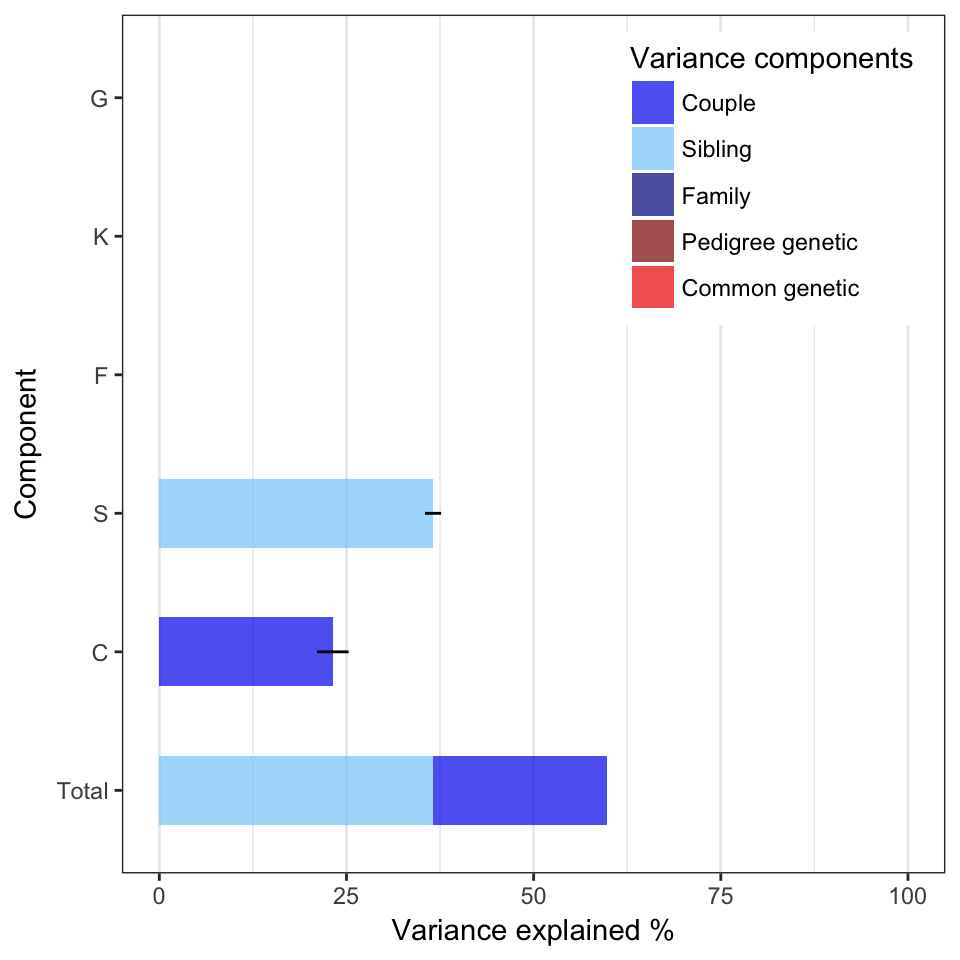 Variance components
Couple
Sibling
Family
Pedigree genetic
Common genetic
Component
G
K
F
S
C
Total
0 25 50 75 100
Variance explained %